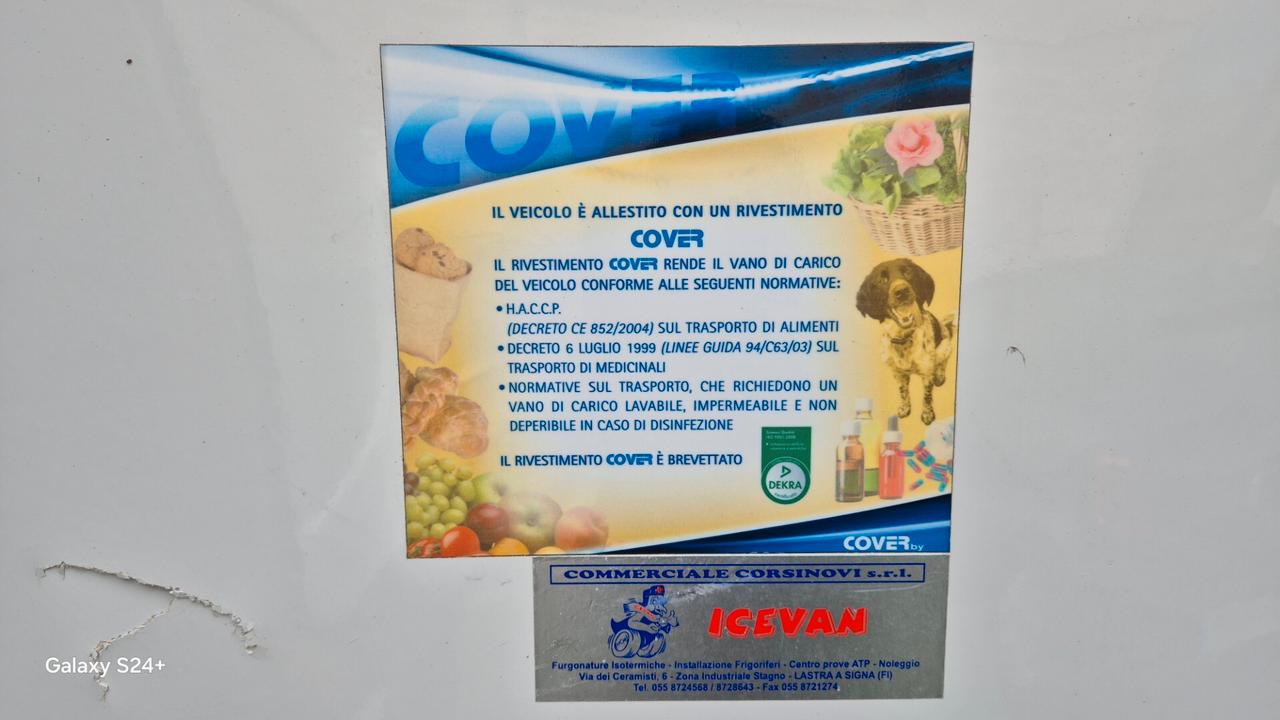 COVER
IL VEICOLO È ALLESTITO CON UN RIVESTIMENTO
COVER
IL RIVESTIMENTO COVER RENDE IL VANO DI CARICO
DEL VEICOLO CONFORME ALLE SEGUENTI NORMATIVE:
• H.A.C.C.P.
(DECRETO CE 852/2004) SUL TRASPORTO DI ALIMENTI
• DECRETO 6 LUGLIO 1999 (LINEE GUIDA 94/C63/03) SUL
TRASPORTO DI MEDICINALI
• NORMATIVE SUL TRASPORTO, CHE RICHIEDONO UN
VANO DI CARICO LAVABILE, IMPERMEABILE E NON
DEPERIBILE IN CASO DI DISINFEZIONE
IL RIVESTIMENTO COVER È BREVETTATO
DEKRA
COVER by
COMMERCIALE CORSINOVI s.r.l.
ICEVAN
Furgonature Isotermiche - Installazione Frigoriferi - Centro prove ATP - Noleggio
Via dei Ceramisti, 6 - Zona Industriale Stagno - LASTRA A SIGNA (FI)
Tel. 055 8724568 / 8728643 - Fax 055 8721274
Galaxy S24+